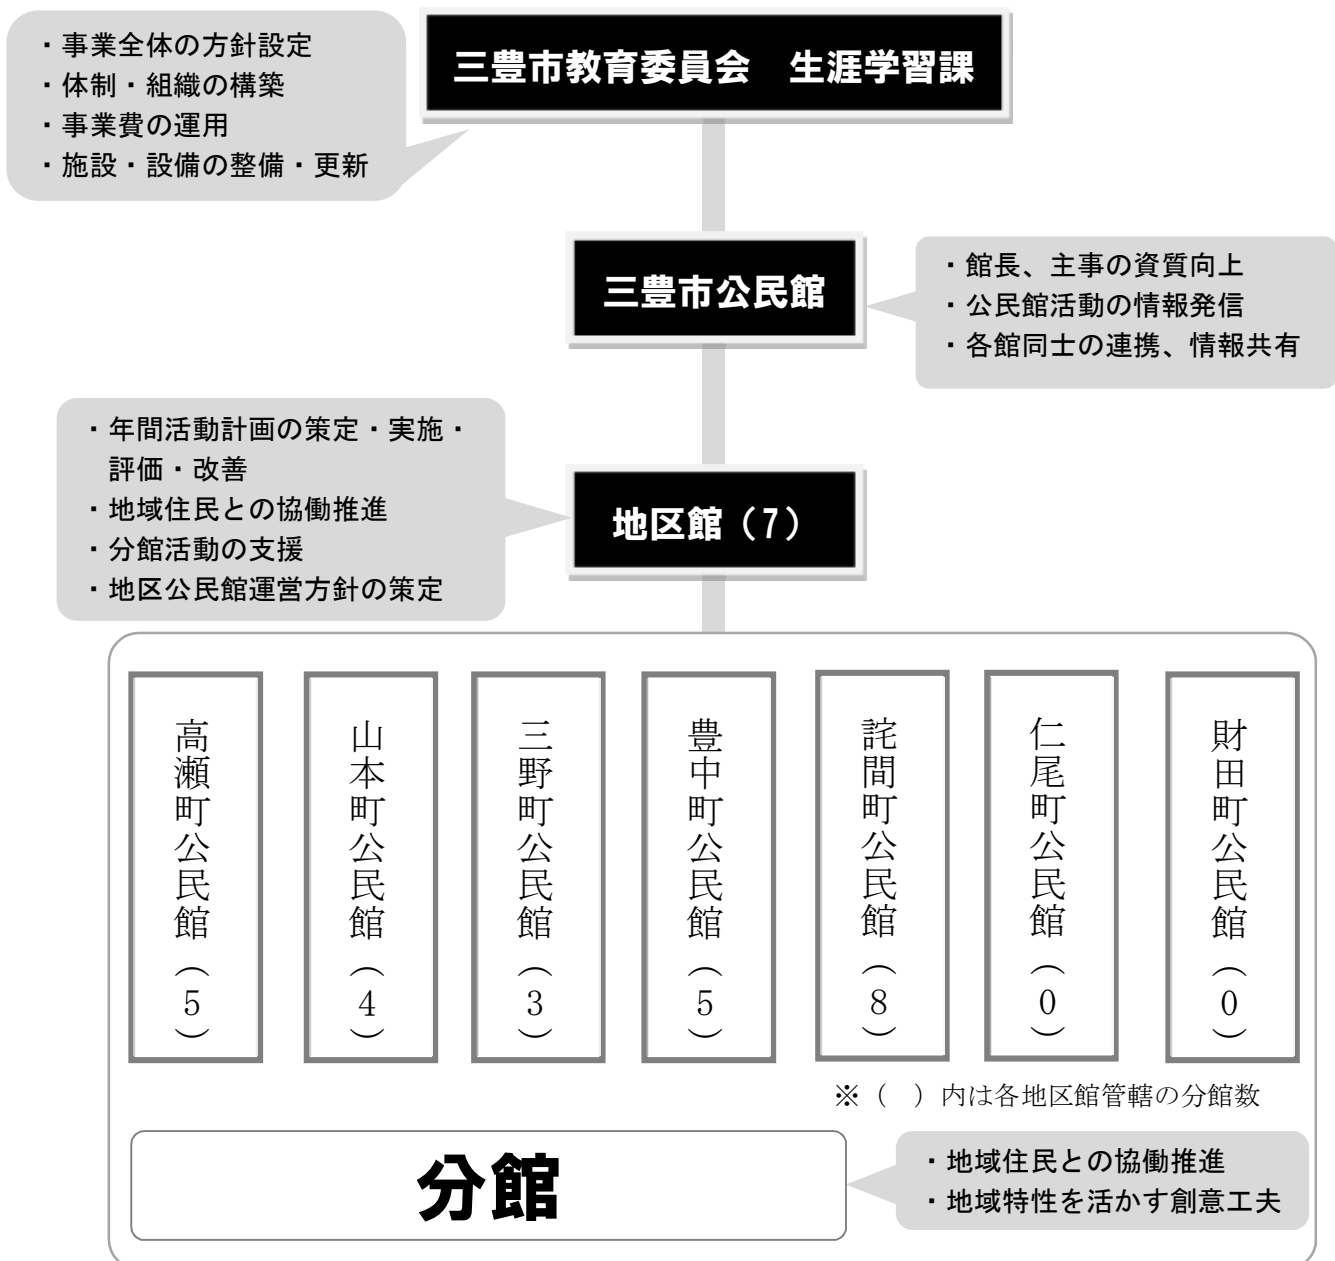 ・事業全体の方針設定
・体制・組織の構築
・事業費の運用
・施設・設備の整備・更新
三豊市教育委員会　生涯学習課
三豊市公民館
・館長、主事の資質向上
・公民館活動の情報発信
・各館同士の連携、情報共有
・年間活動計画の策定・実施・
評価・改善
・地域住民との協働推進
・分館活動の支援
・地区公民館運営方針の策定
地区館（7）
高瀬町公民館（5）
山本町公民館（4）
三野町公民館（3）
豊中町公民館（5）
詫間町公民館（8）
仁尾町公民館（0）
財田町公民館（0）
※（　）内は各地区館管轄の分館数
分館
・地域住民との協働推進
・地域特性を活かす創意工夫